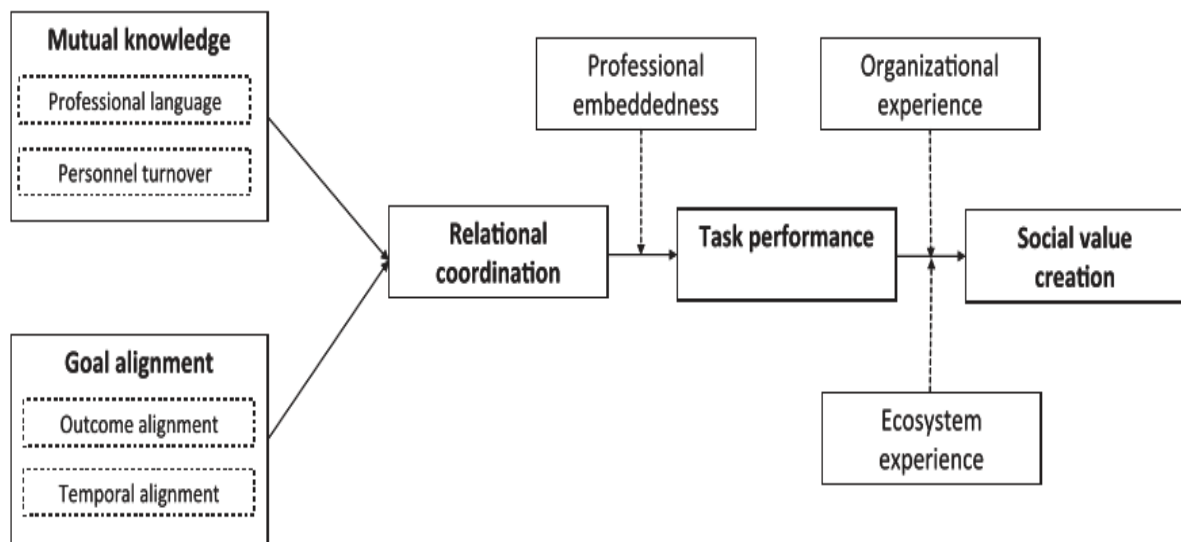 Mutual knowledge
Professional language
Personnel turnover
Goal alignment
Outcome alignment
Temporal alignment
Relational
coordination
Professional
embeddedness
Task performance
Organizational
experience
Ecosystem
experience
Social value
creation